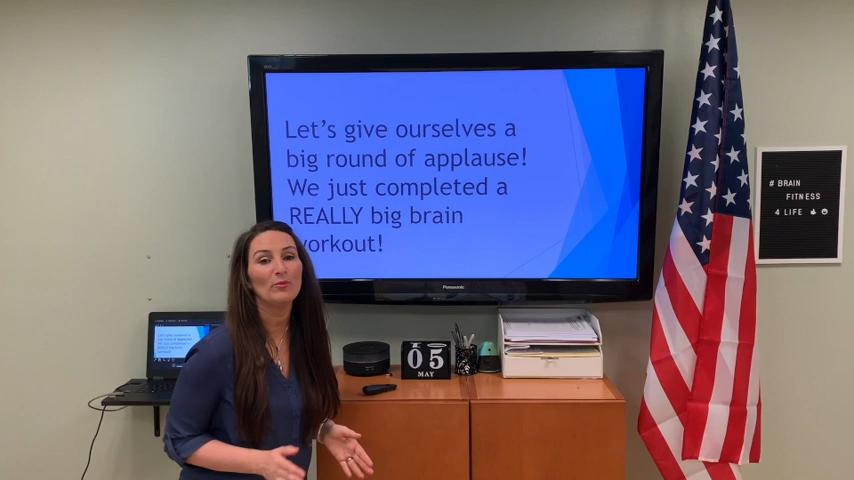 Let's give ourselves a
big round of applause!
We just completed a
REALLY big brain
workout!
Panasonic
# BRAIN
FITNESS
4 LIFE
05
MAY